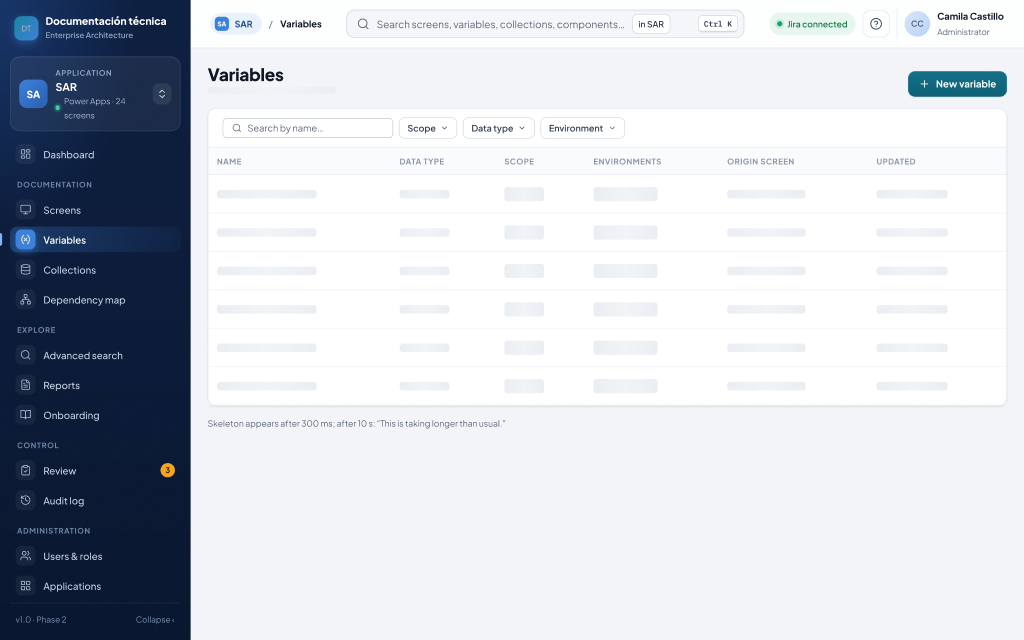 DT
Documentación técnica
Enterprise Architecture
SA
APPLICATION
SAR
Power Apps · 24
screens
Dashboard
DOCUMENTATION
Screens
Variables
Collections
Dependency map
EXPLORE
Advanced search
Reports
Onboarding
CONTROL
Review
3
Audit log
ADMINISTRATION
Users & roles
Applications
v1.0 · Phase 2
Collapse ‹
SA SAR / Variables
Search screens, variables, collections, components... in SAR Ctrl K
Jira connected
CC
Camila Castillo
Administrator
Variables
+ New variable
Search by name...
Scope
Data type
Environment
NAME DATA TYPE SCOPE ENVIRONMENTS ORIGIN SCREEN UPDATED
Skeleton appears after 300 ms; after 10 s: "This is taking longer than usual."